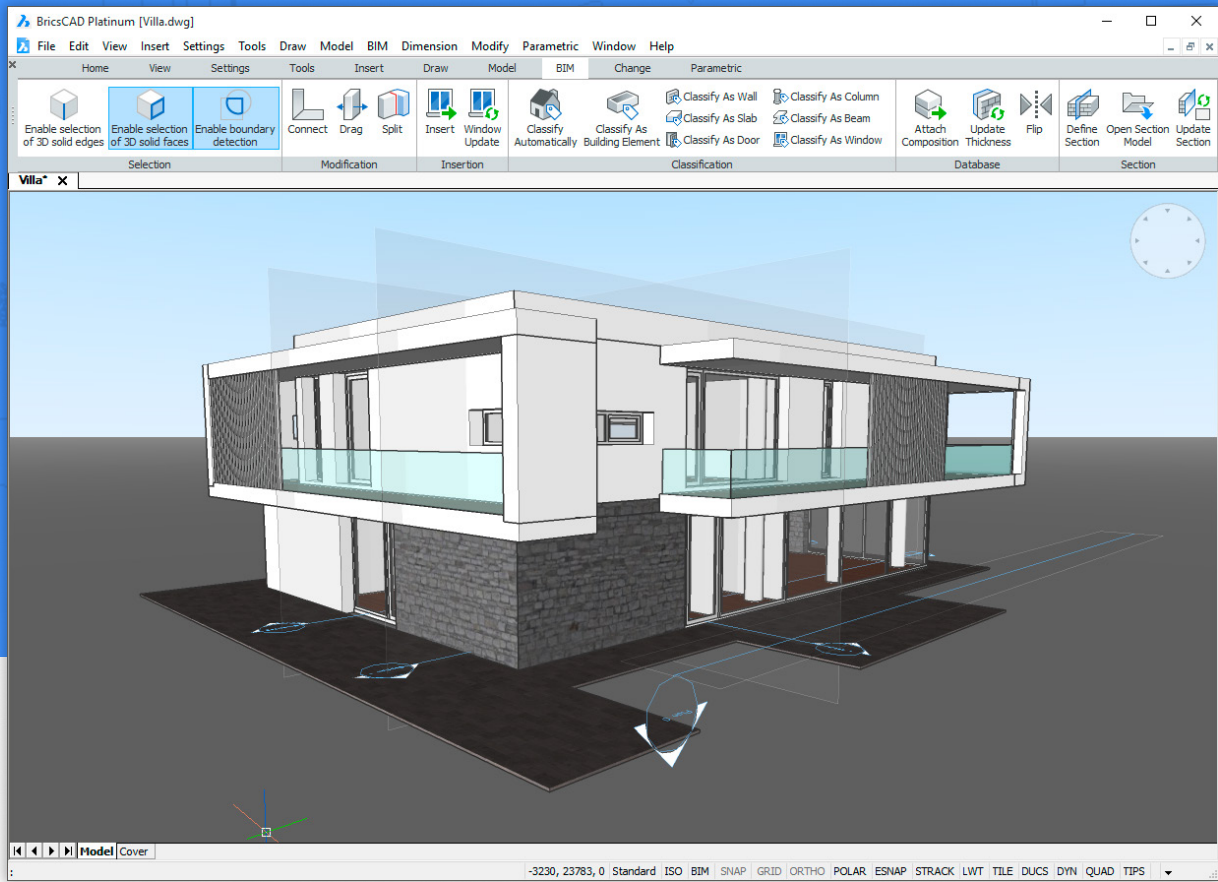 BricsCAD Platinum [Villa.dwg]
File Edit View Insert Settings Tools Draw Model BIM Dimension Modify Parametric Window Help
Home View Settings Tools Insert Draw Model BIM Change Parametric
Enable selection of 3D solid edges
Enable selection of 3D solid faces
Enable boundary detection
Selection
Connect Drag Split
Modification
Insert
Window Update
Insertion
Classify Automatically
Classify As Building Element
Classify As Wall
Classify As Slab
Classify As Door
Classify As Column
Classify As Beam
Classify As Window
Classification
Attach Composition
Update Thickness
Flip
Database
Define Section
Open Section Model
Update Section
Section
Villa*
Model Cover
: -3230, 23783, 0 Standard ISO BIM SNAP GRID ORTHO POLAR ESNAP STRACK LWT TILE DUCS DYN QUAD TIPS